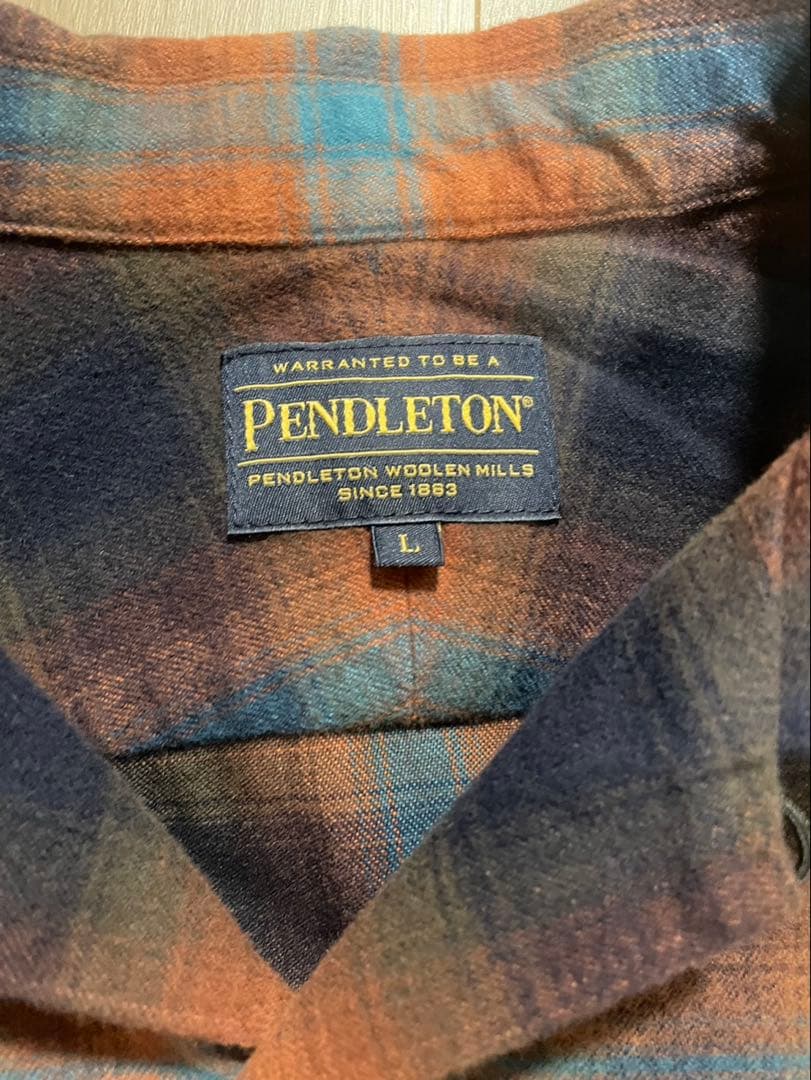 WARRANTED TO BE A
PENDLETON®
PENDLETON WOOLEN MILLS
SINCE 1863
L